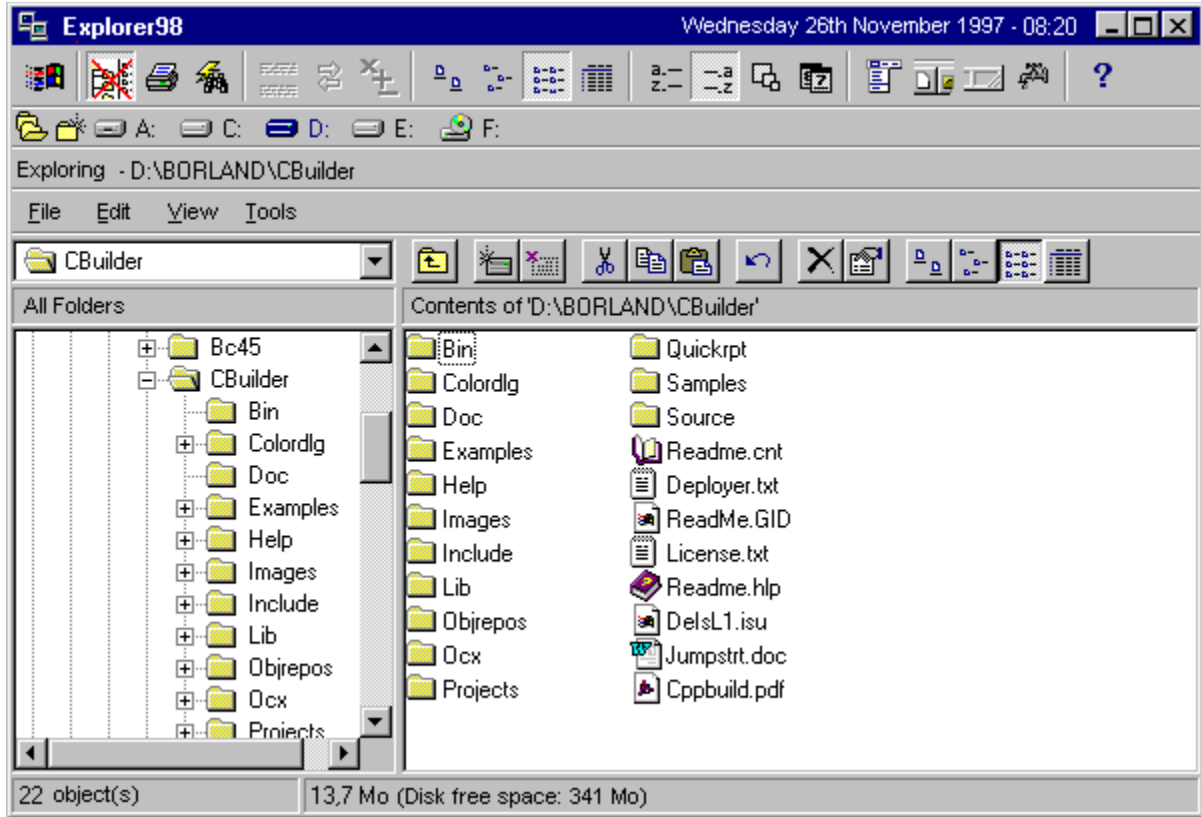 Explorer98 Wednesday 26th November 1997 - 08:20
?
A: C: D: E: F:
Exploring - D:\BORLAND\CBuilder
File Edit View Tools
CBuilder
All Folders Contents of 'D:\BORLAND\CBuilder'
Bc45
CBuilder
Bin
Colordlg
Doc
Examples
Help
Images
Include
Lib
Objrepos
Ocx
Projects
Bin Quickrpt
Colordlg Samples
Doc Source
Examples Readme.cnt
Help Deployer.txt
Images ReadMe.GID
Include License.txt
Lib Readme.hlp
Objrepos DelsL1.isu
Ocx Jumpstrt.doc
Projects Cppbuild.pdf
22 object(s) 13,7 Mo (Disk free space: 341 Mo)